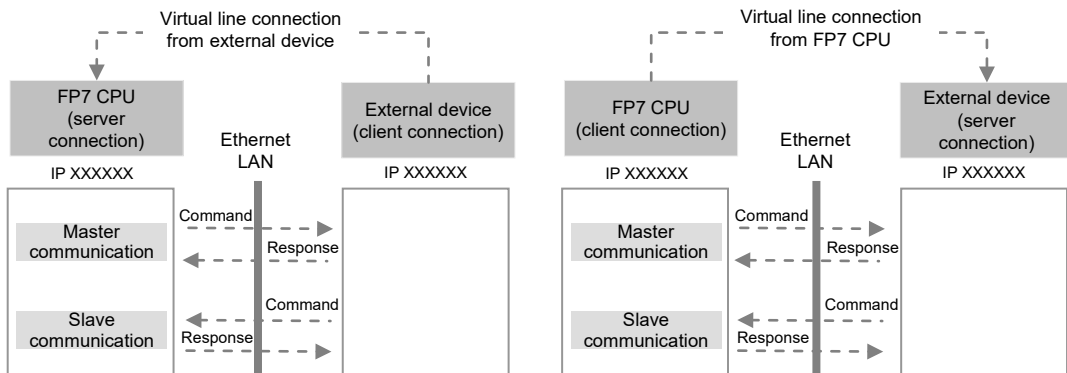 Virtual line connection
from external device
FP7 CPU
(server
connection)
External device
(client connection)
Ethernet
LAN
IP XXXXXX
IP XXXXXX
Master
communication
Command
Response
Slave
communication
Command
Response
Virtual line connection
from FP7 CPU
FP7 CPU
(client connection)
External device
(server
connection)
Ethernet
LAN
IP XXXXXX
IP XXXXXX
Master
communication
Command
Response
Slave
communication
Command
Response